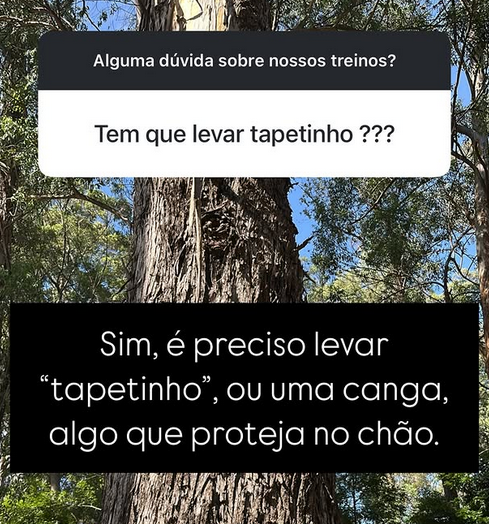 Alguma dúvida sobre nossos treinos?
Tem que levar tapetinho ???
Sim, é preciso levar
“tapetinho”, ou uma canga,
algo que proteja no chão.